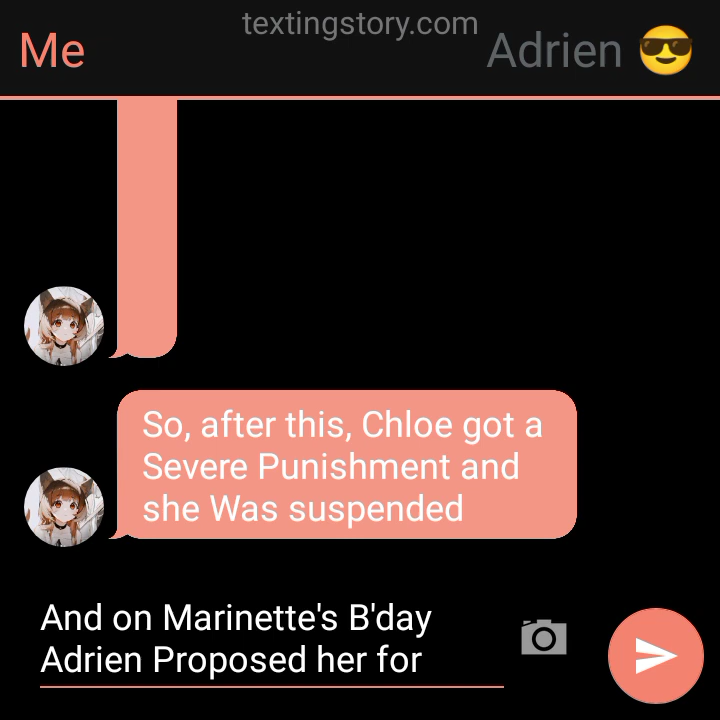 textingstory.com
Me
Adrien 😎
So, after this, Chloe got a
Severe Punishment and
she Was suspended
And on Marinette's B'day
Adrien Proposed her for